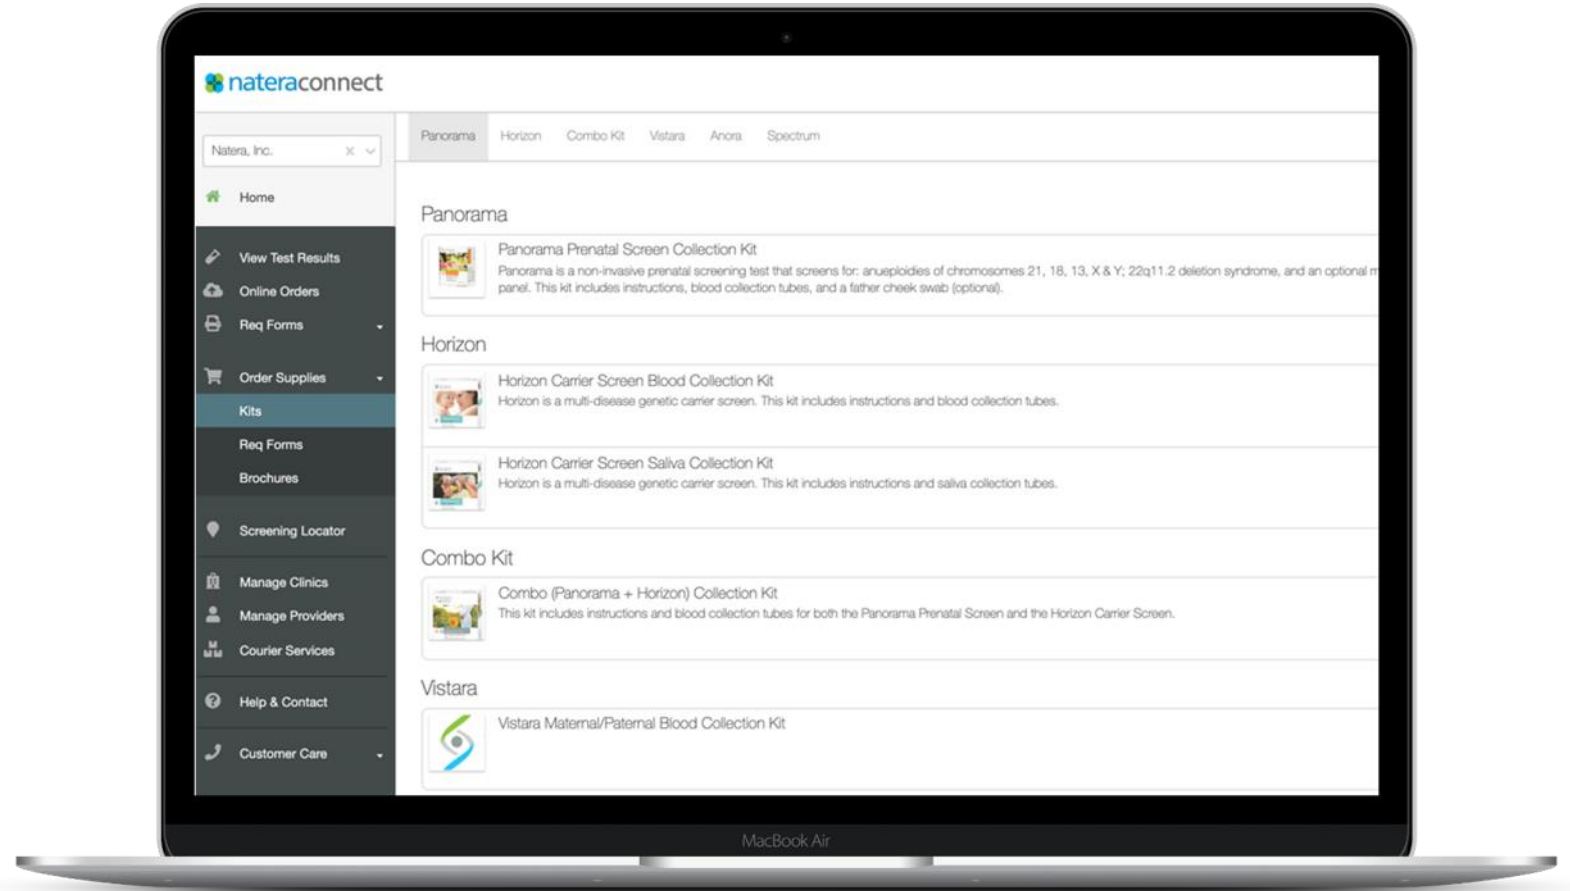 nateraconnect
Natera, Inc.
Home
View Test Results
Online Orders
Req Forms
Order Supplies
Kits
Req Forms
Brochures
Screening Locator
Manage Clinics
Manage Providers
Courier Services
Help & Contact
Customer Care
Panorama Horizon Combo Kit Vistara Anora Spectrum
Panorama
Panorama Prenatal Screen Collection Kit
Panorama is a non-invasive prenatal screening test that screens for: anueploidies of chromosomes 21, 18, 13, X & Y; 22q11.2 deletion syndrome, and an optional m
panel. This kit includes instructions, blood collection tubes, and a father cheek swab (optional).
Horizon
Horizon Carrier Screen Blood Collection Kit
Horizon is a multi-disease genetic carrier screen. This kit includes instructions and blood collection tubes.
Horizon Carrier Screen Saliva Collection Kit
Horizon is a multi-disease genetic carrier screen. This kit includes instructions and saliva collection tubes.
Combo Kit
Combo (Panorama + Horizon) Collection Kit
This kit includes instructions and blood collection tubes for both the Panorama Prenatal Screen and the Horizon Carrier Screen.
Vistara
Vistara Maternal/Paternal Blood Collection Kit
MacBook Air